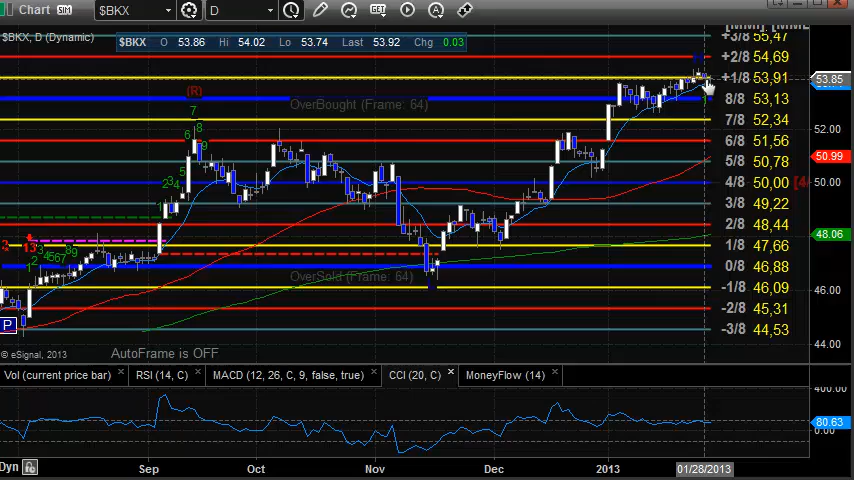 Chart SIM $BKX D GET A
$BKX, D (Dynamic)
$BKX O 53.86 Hi 54.02 Lo 53.74 Last 53.92 Chg 0.03
+3/8 55,47
+2/8 54,69
+1/8 53,91
53.85
(R)
OverBought (Frame: 64)
8/8 53,13
7/8 52,34
52.00
6/8 51,56
50.99
5/8 50,78
4/8 50,00 [4
50.00
3/8 49,22
2/8 48,44
48.06
1/8 47,66
OverSold (Frame: 64)
0/8 46,88
-1/8 46,09
46.00
-2/8 45,31
P
-3/8 44,53
44.00
© eSignal, 2013 AutoFrame is OFF
Vol (current price bar) × RSI (14, C) × MACD (12, 26, C, 9, false, true) × CCI (20, C) × MoneyFlow (14) ×
400.00
80.63
0.00
Dyn Sep Oct Nov Dec 2013 01/28/2013